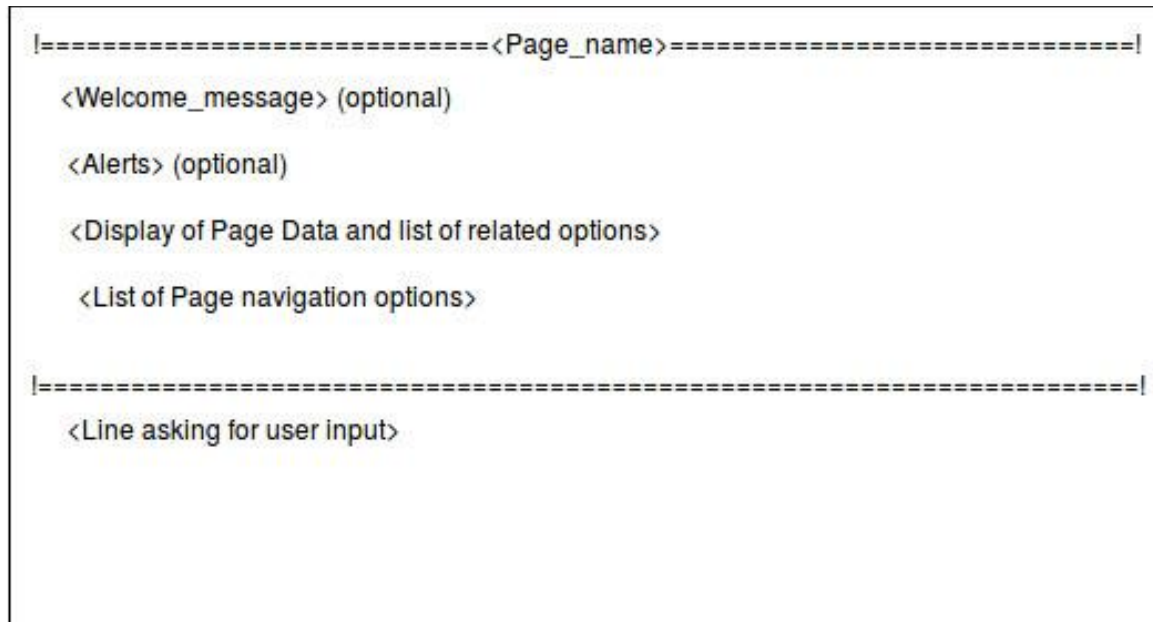 !=============================<Page_name>==============================!
<Welcome_message> (optional)
<Alerts> (optional)
<Display of Page Data and list of related options>
<List of Page navigation options>
!=======================================================================!
<Line asking for user input>